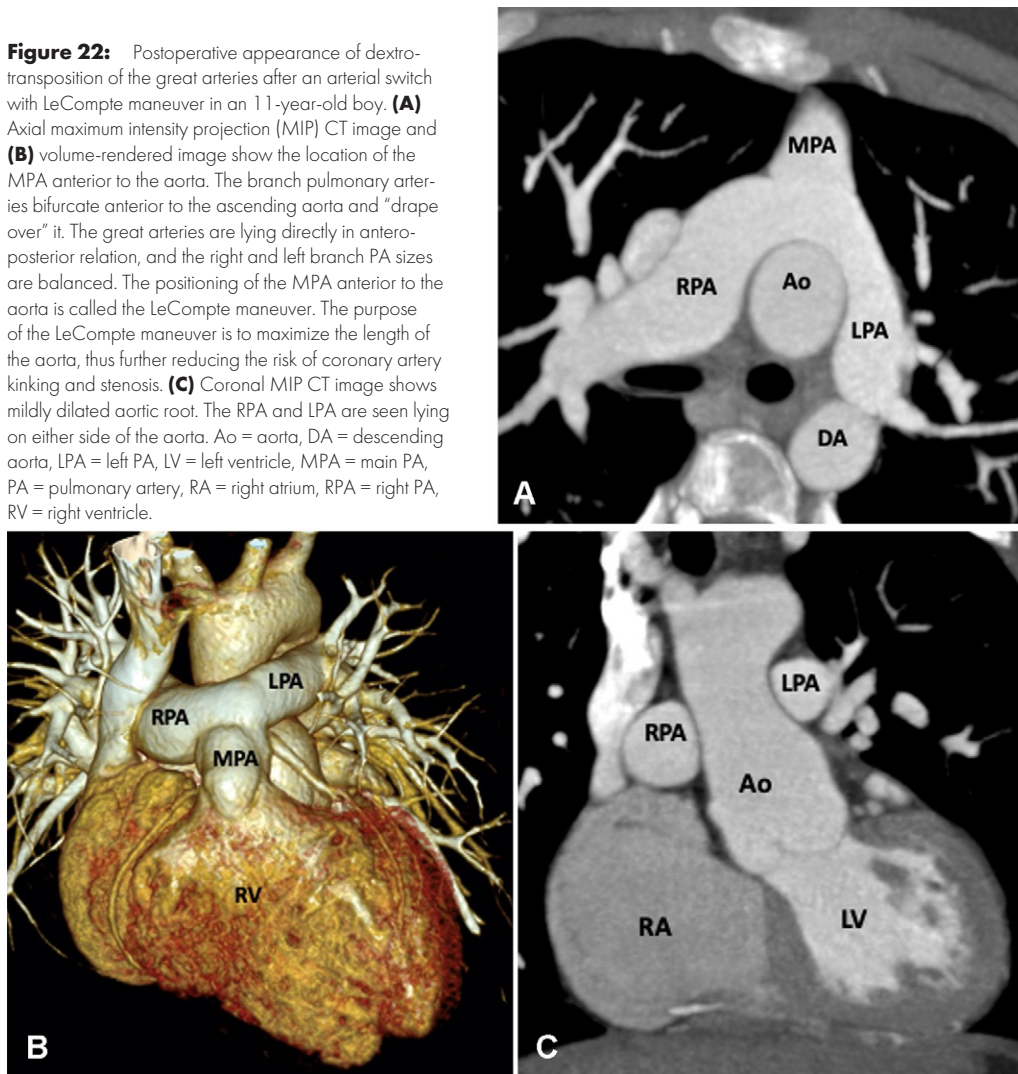 Figure 22: Postoperative appearance of dextro-
transposition of the great arteries after an arterial switch
with LeCompte maneuver in an 11-year-old boy. (A)
Axial maximum intensity projection (MIP) CT image and
(B) volume-rendered image show the location of the
MPA anterior to the aorta. The branch pulmonary arter-
ies bifurcate anterior to the ascending aorta and “drape
over” it. The great arteries are lying directly in antero-
posterior relation, and the right and left branch PA sizes
are balanced. The positioning of the MPA anterior to the
aorta is called the LeCompte maneuver. The purpose
of the LeCompte maneuver is to maximize the length of
the aorta, thus further reducing the risk of coronary artery
kinking and stenosis. (C) Coronal MIP CT image shows
mildly dilated aortic root. The RPA and LPA are seen lying
on either side of the aorta. Ao = aorta, DA = descending
aorta, LPA = left PA, LV = left ventricle, MPA = main PA,
PA = pulmonary artery, RA = right atrium, RPA = right PA,
RV = right ventricle.
MPA
RPA
Ao
LPA
DA
A
LPA
RPA
MPA
RV
B
LPA
RPA
Ao
RA
LV
C